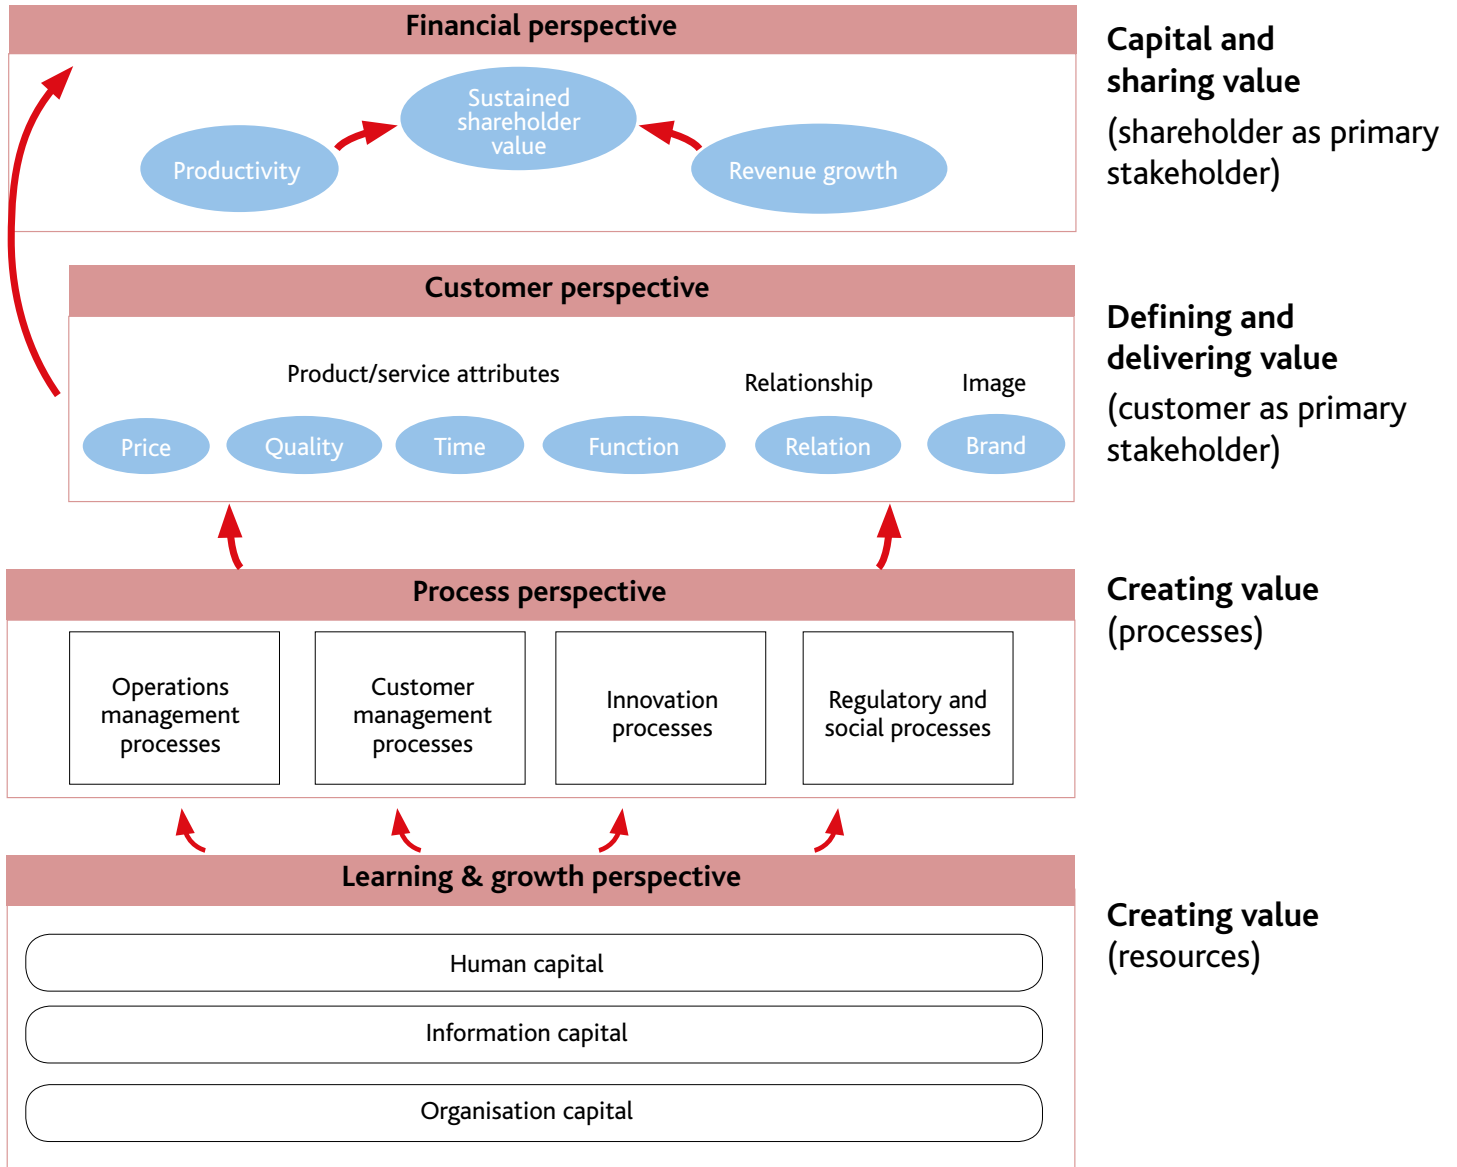 Financial perspective
Capital and
sharing value
(shareholder as primary
stakeholder)
Sustained
shareholder
value
Productivity
Revenue growth
Customer perspective
Defining and
delivering value
(customer as primary
stakeholder)
Product/service attributes
Relationship
Image
Price
Quality
Time
Function
Relation
Brand
Process perspective
Creating value
(processes)
Operations
management
processes
Customer
management
processes
Innovation
processes
Regulatory and
social processes
Learning & growth perspective
Creating value
(resources)
Human capital
Information capital
Organisation capital